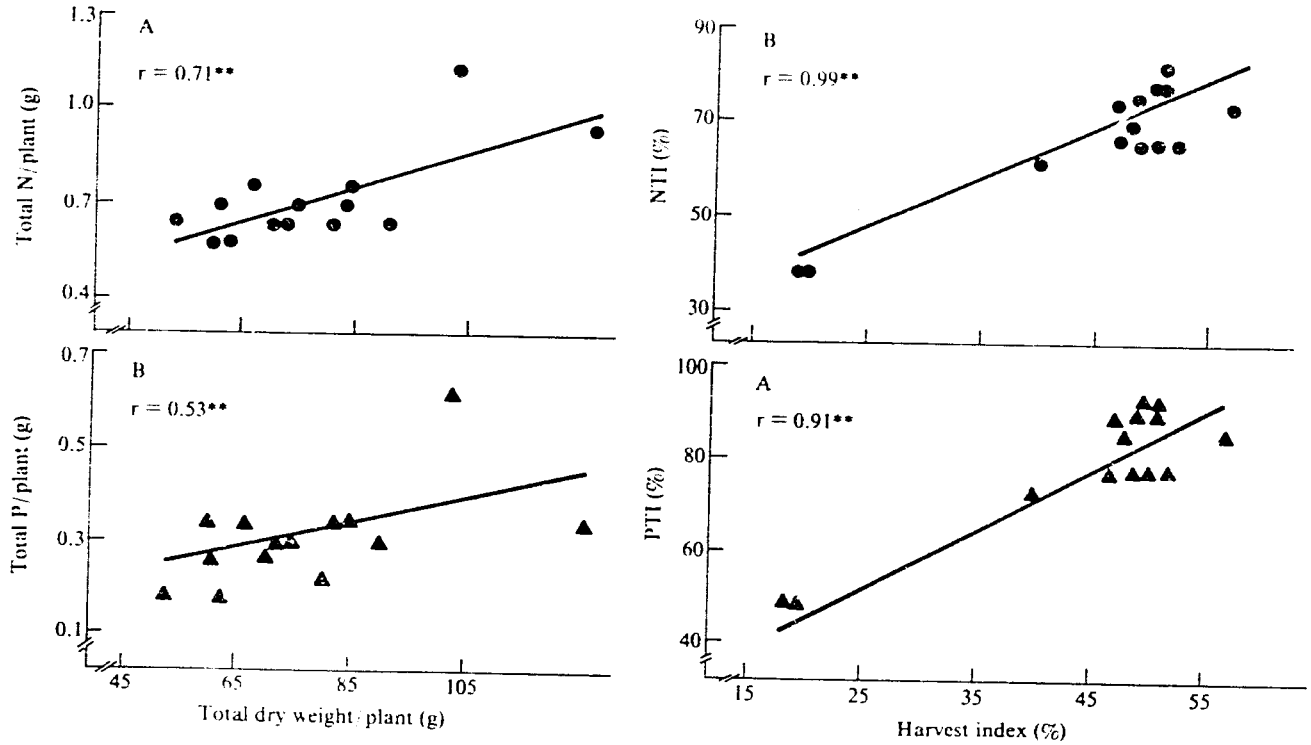 A
r = 0.71**
Total N/plant (g)
1.3
1.0
0.7
0.4
B
r = 0.99**
NTI (%)
90
70
50
30
B
r = 0.53**
Total P/plant (g)
0.7
0.5
0.3
0.1
45
65
85
105
Total dry weight/plant (g)
A
r = 0.91**
PTI (%)
100
80
60
40
15
25
35
45
55
Harvest index (%)